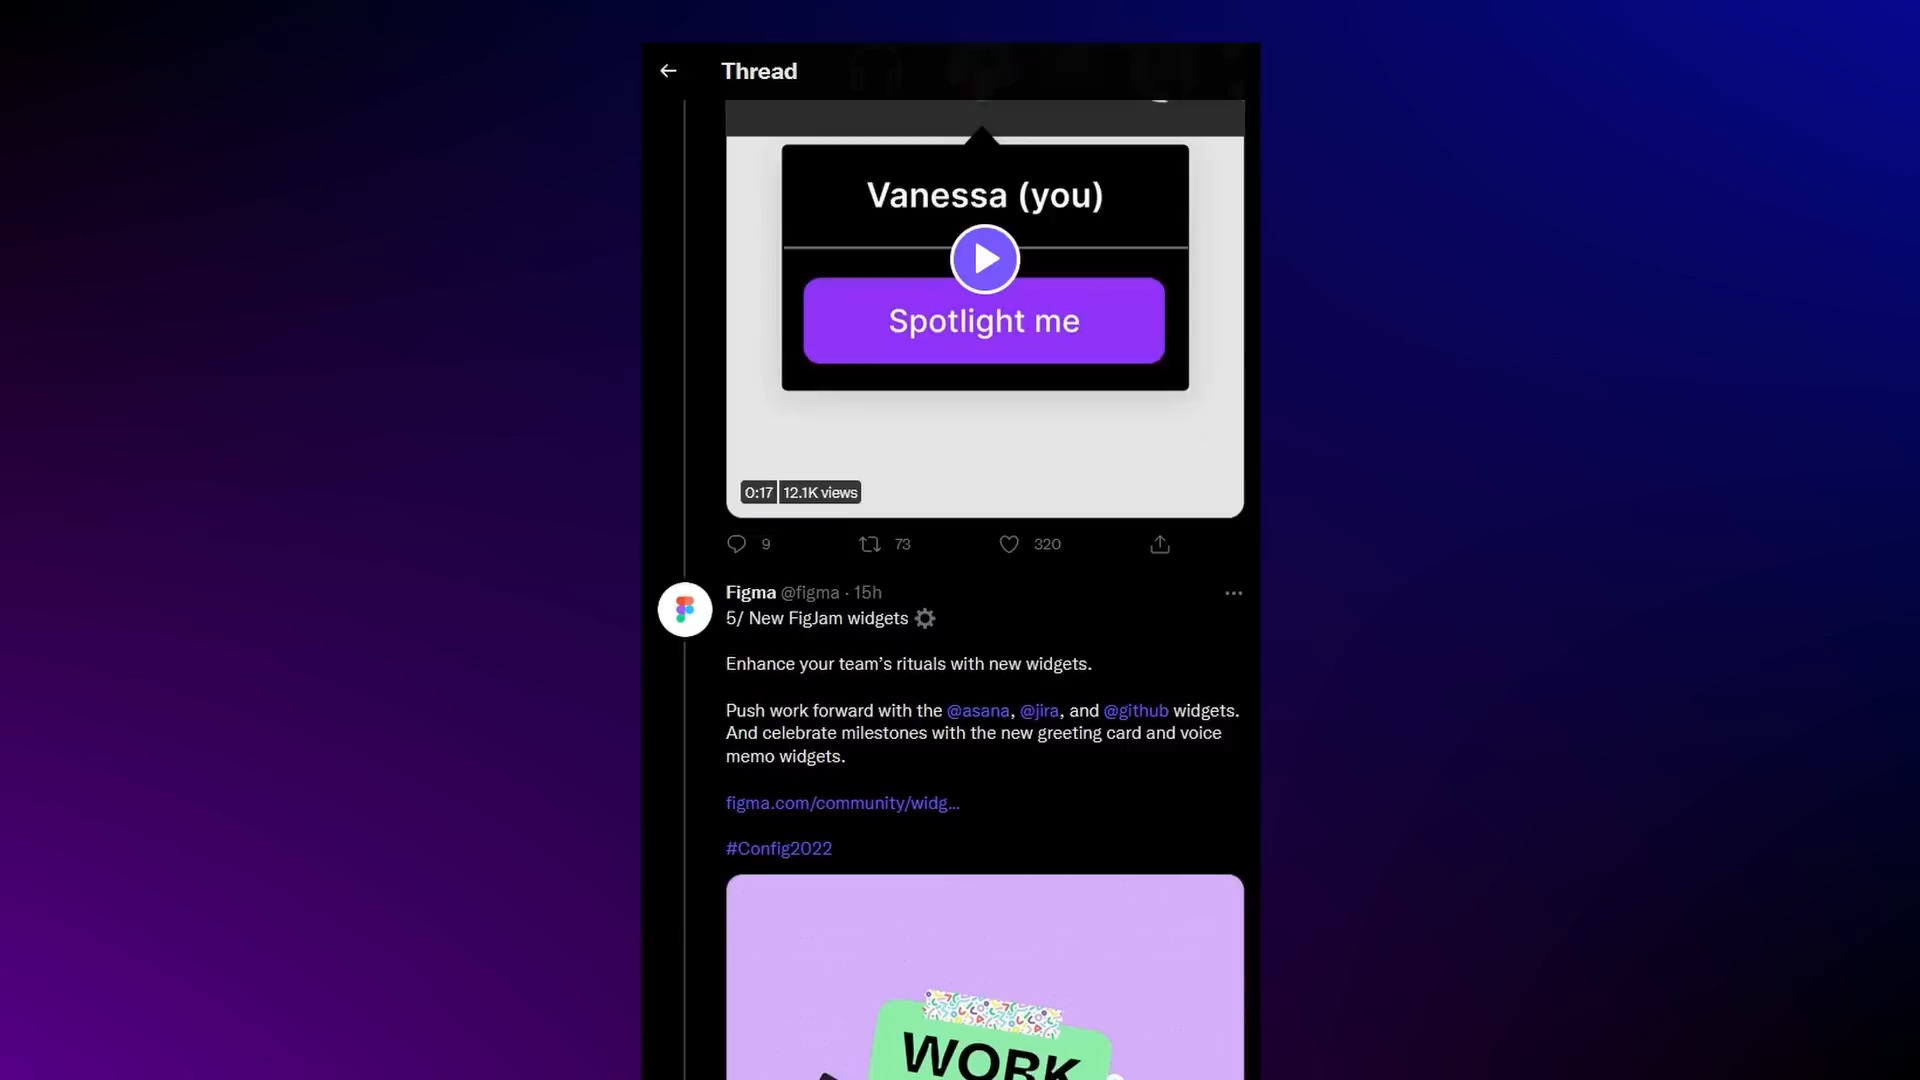 Thread
Vanessa (you)
Spotlight me
0:17 12.1K views
9 73 320
Figma @figma · 15h
5/ New FigJam widgets ⚙
Enhance your team’s rituals with new widgets.
Push work forward with the @asana, @jira, and @github widgets.
And celebrate milestones with the new greeting card and voice
memo widgets.
figma.com/community/widg…
#Config2022
WORK